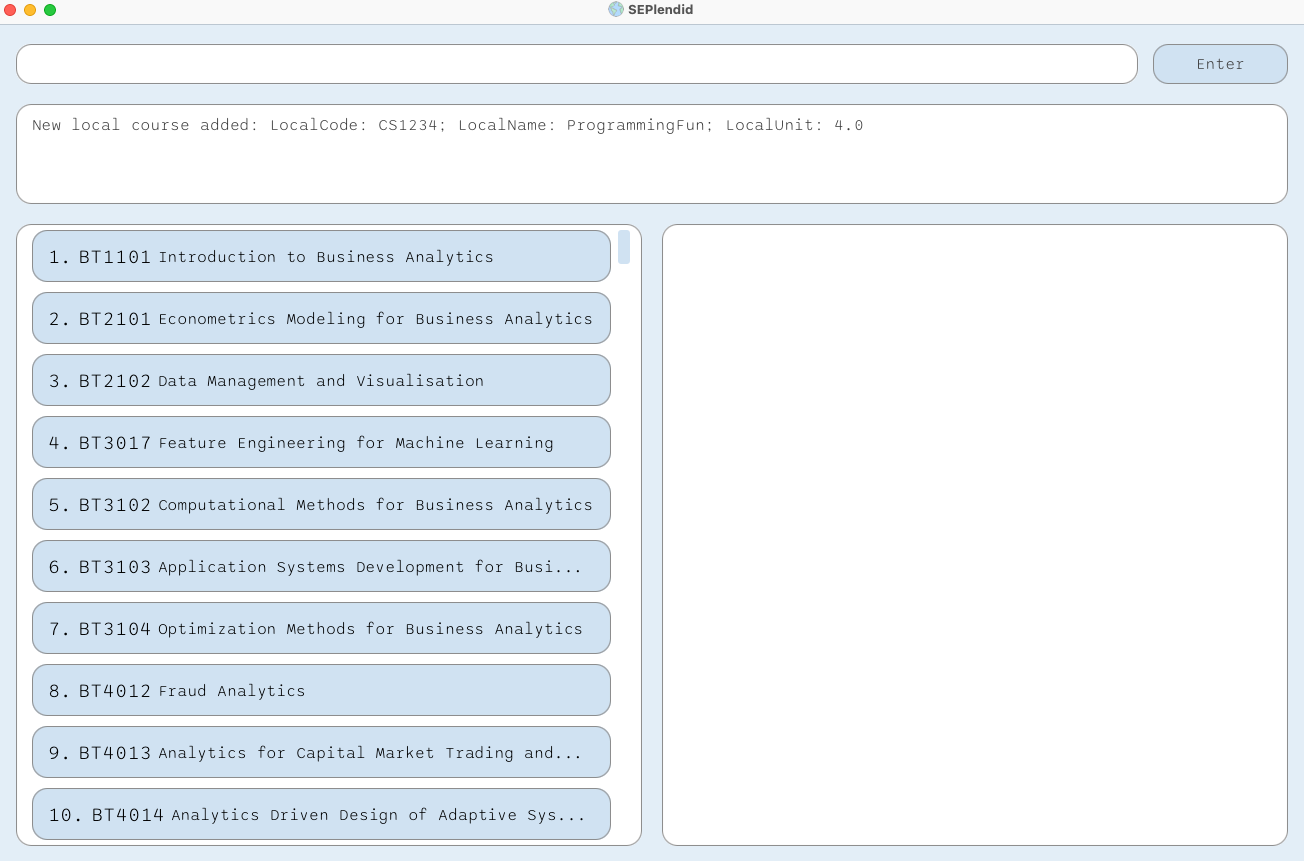 SEPlendid
Enter
New local course added: LocalCode: CS1234; LocalName: ProgrammingFun; LocalUnit: 4.0
1. BT1101 Introduction to Business Analytics
2. BT2101 Econometrics Modeling for Business Analytics
3. BT2102 Data Management and Visualisation
4. BT3017 Feature Engineering for Machine Learning
5. BT3102 Computational Methods for Business Analytics
6. BT3103 Application Systems Development for Busi...
7. BT3104 Optimization Methods for Business Analytics
8. BT4012 Fraud Analytics
9. BT4013 Analytics for Capital Market Trading and...
10. BT4014 Analytics Driven Design of Adaptive Sys...